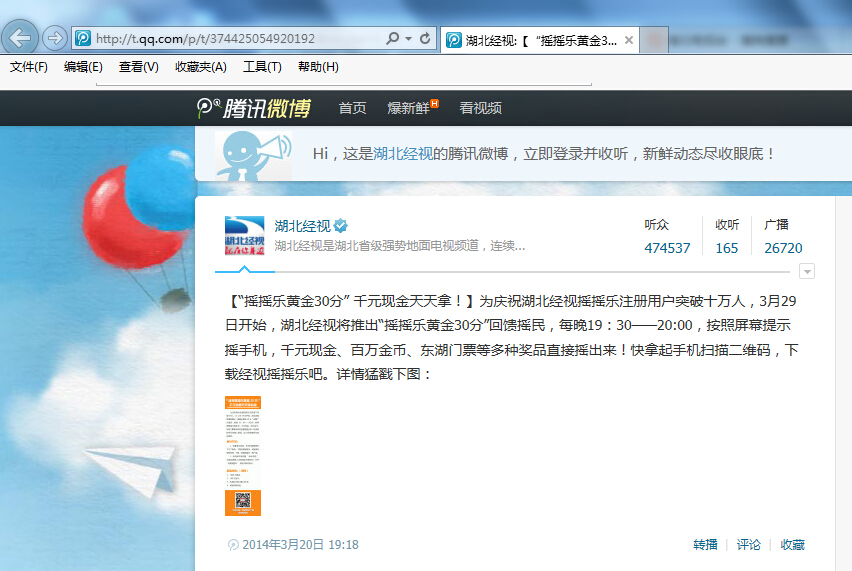 http://t.qq.com/p/t/374425054920192
湖北经视:【 “摇摇乐黄金3...
文件(F) 编辑(E) 查看(V) 收藏夹(A) 工具(T) 帮助(H)
腾讯微博 首页 爆新鲜 H 看视频
Hi，这是湖北经视的腾讯微博，立即登录并收听，新鲜动态尽收眼底！
湖北经视
湖北经视
湖北经视是湖北省级强势地面电视频道，连续...
听众 收听 广播
474537 165 26720
【“摇摇乐黄金30分” 千元现金天天拿！】为庆祝湖北经视摇摇乐注册用户突破十万人，3月29
日开始，湖北经视将推出“摇摇乐黄金30分”回馈摇民，每晚19：30——20:00，按照屏幕提示
摇手机，千元现金、百万金币、东湖门票等多种奖品直接摇出来！快拿起手机扫描二维码，下
载经视摇摇乐吧。详情猛戳下图：
2014年3月20日 19:18
转播 评论 收藏